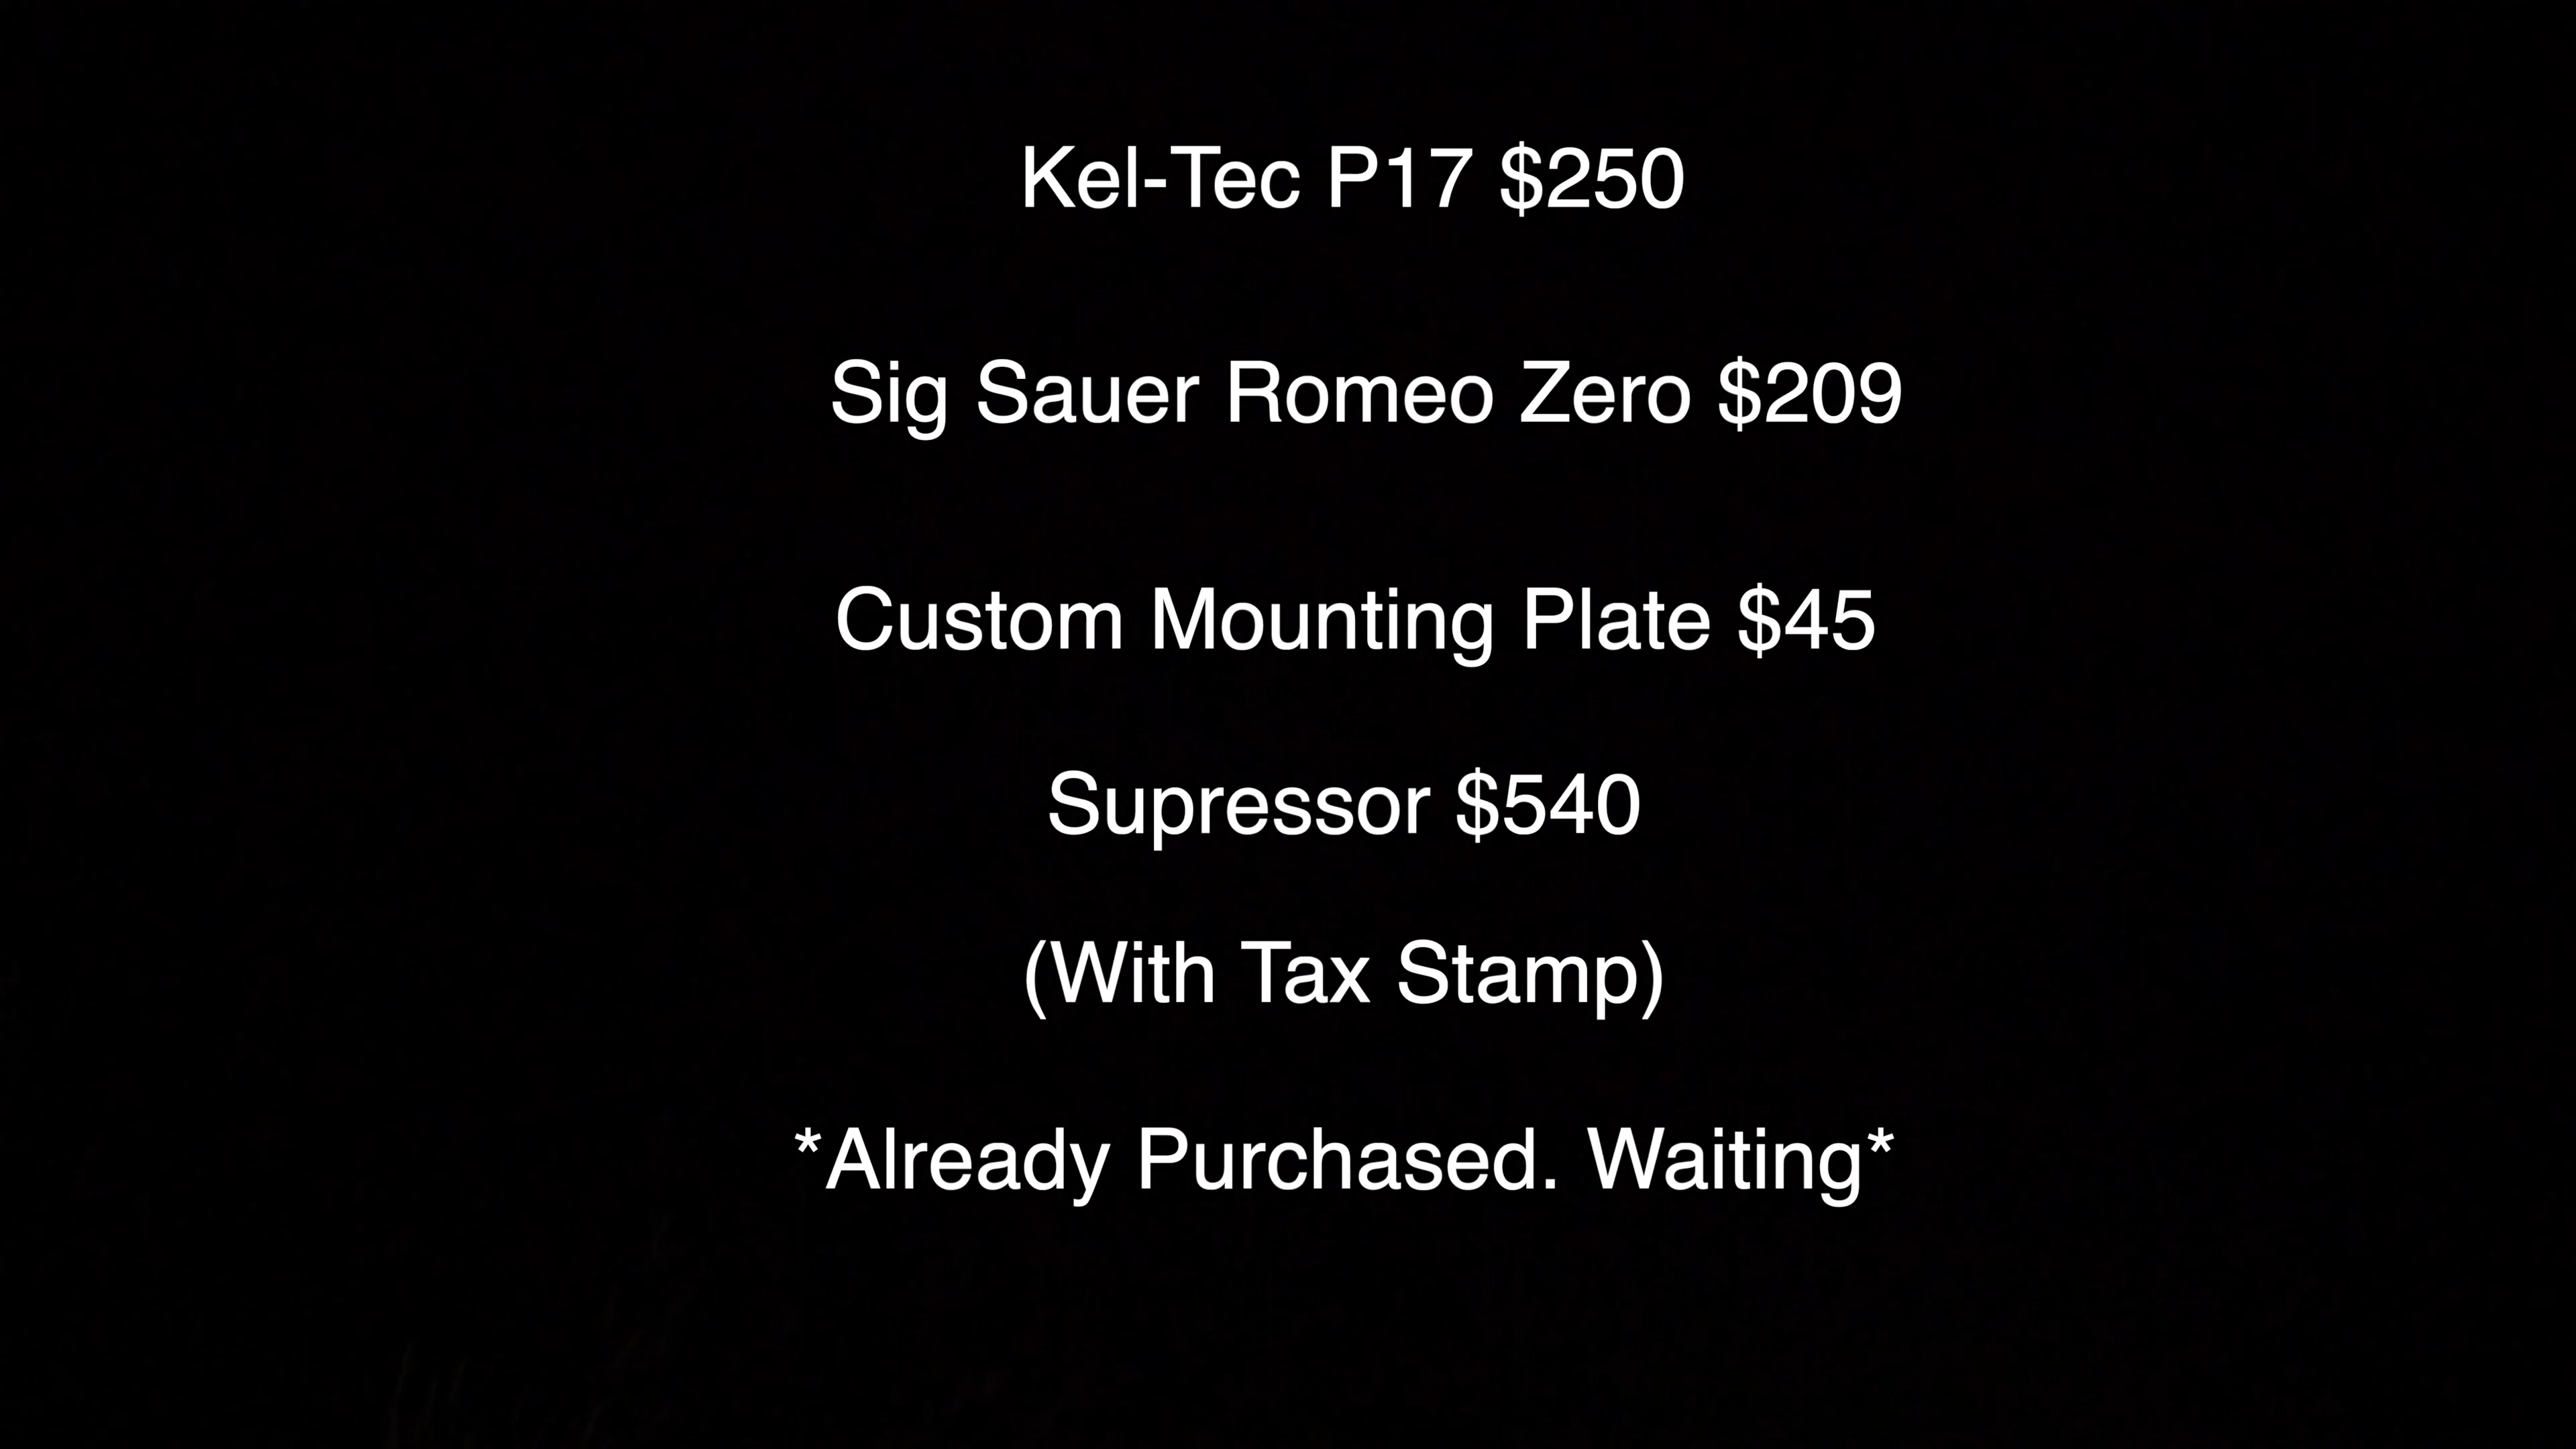 Kel-Tec P17 $250
Sig Sauer Romeo Zero $209
Custom Mounting Plate $45
Supressor $540
(With Tax Stamp)
*Already Purchased. Waiting*